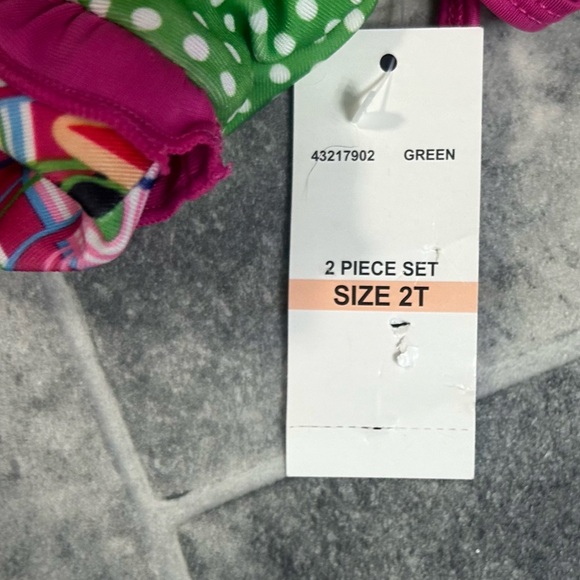 43217902 GREEN
2 PIECE SET
SIZE 2T